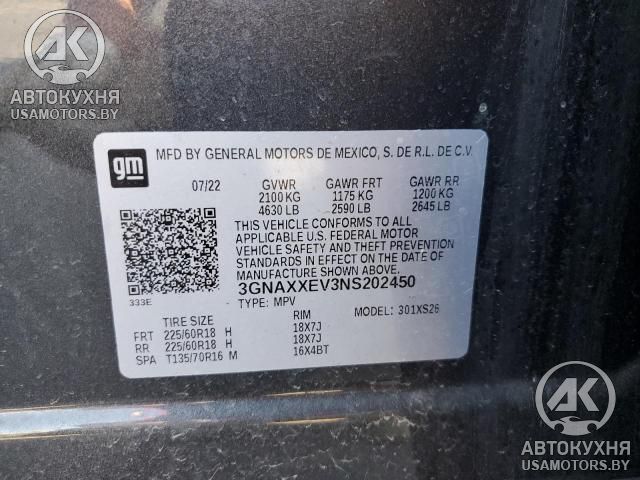 AK
АВТОКУХНЯ
USAMOTORS.BY
gm
MFD BY GENERAL MOTORS DE MEXICO, S. DE R.L. DE C.V.
07/22 GVWR GAWR FRT GAWR RR
2100 KG 1175 KG 1200 KG
4630 LB 2590 LB 2645 LB
THIS VEHICLE CONFORMS TO ALL
APPLICABLE U.S. FEDERAL MOTOR
VEHICLE SAFETY AND THEFT PREVENTION
STANDARDS IN EFFECT ON THE DATE OF
MANUFACTURE SHOWN ABOVE.
3GNAXXEV3NS202450
333E
TYPE: MPV MODEL: 301XS26
TIRE SIZE RIM
FRT 225/60R18 H 18X7J
RR 225/60R18 H 18X7J
SPA T135/70R16 M 16X4BT
AK
АВТОКУХНЯ
USAMOTORS.BY